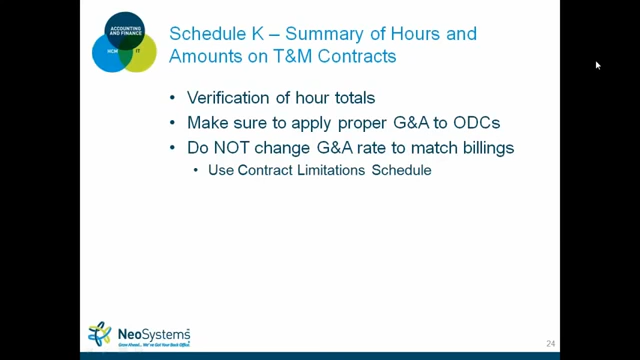 ACCOUNTING
AND FINANCE
HCM
IT
Schedule K – Summary of Hours and
Amounts on T&M Contracts
• Verification of hour totals
• Make sure to apply proper G&A to ODCs
• Do NOT change G&A rate to match billings
• Use Contract Limitations Schedule
NeoSystems
Grow Ahead... We've Got Your Back Office.
24